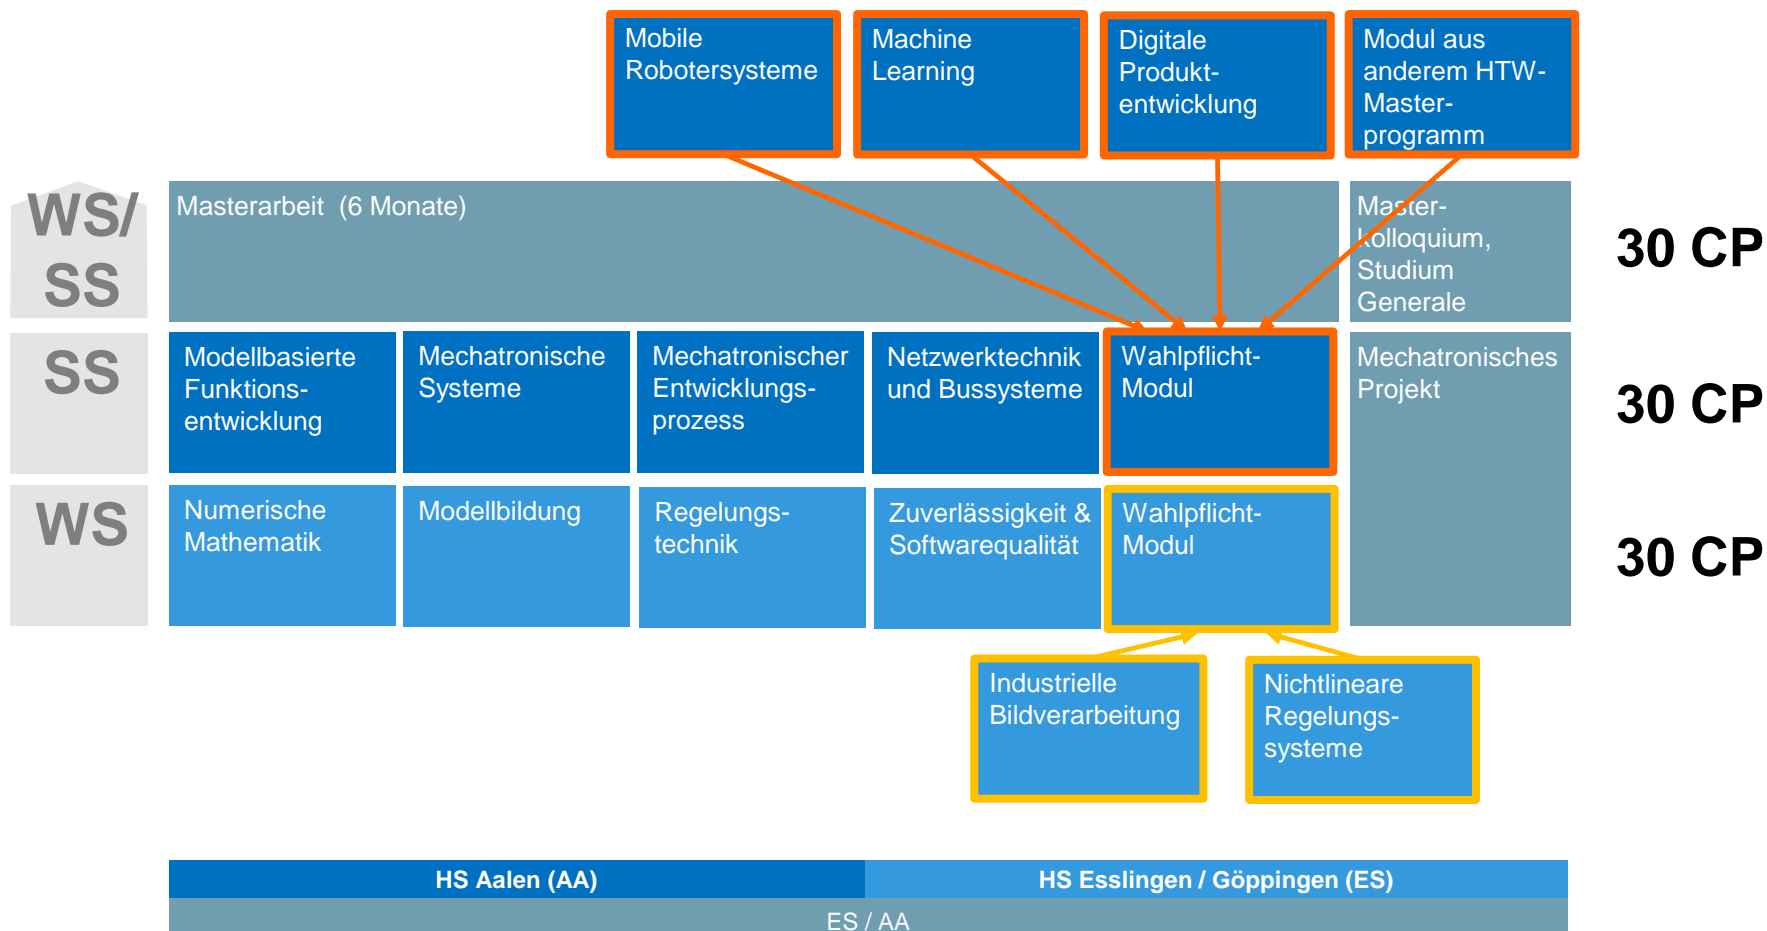 Mobile
Robotersysteme
Machine
Learning
Digitale
Produkt-
entwicklung
Modul aus
anderem HTW-
Master-
programm
WS/
SS
Masterarbeit (6 Monate)
Master-
kolloquium,
Studium
Generale
30 CP
SS
Modellbasierte
Funktions-
entwicklung
Mechatronische
Systeme
Mechatronischer
Entwicklungs-
prozess
Netzwerktechnik
und Bussysteme
Wahlpflicht-
Modul
Mechatronisches
Projekt
30 CP
WS
Numerische
Mathematik
Modellbildung
Regelungs-
technik
Zuverlässigkeit &
Softwarequalität
Wahlpflicht-
Modul
30 CP
Industrielle
Bildverarbeitung
Nichtlineare
Regelungs-
systeme
HS Aalen (AA)
HS Esslingen / Göppingen (ES)
ES / AA